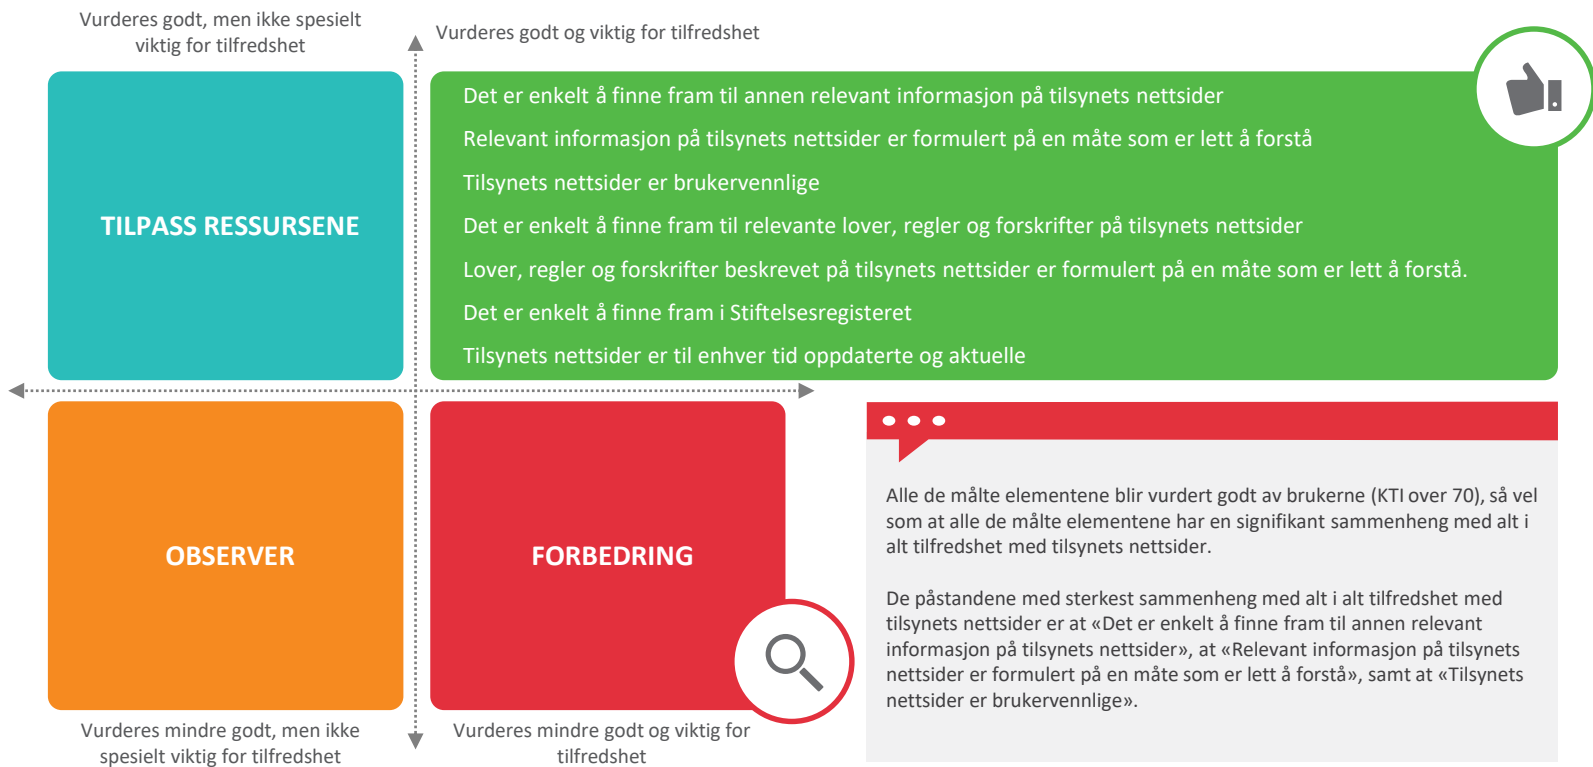 Vurderes godt, men ikke spesielt
viktig for tilfredshet
Vurderes godt og viktig for tilfredshet
TILPASS RESSURSENE
Det er enkelt å finne fram til annen relevant informasjon på tilsynets nettsider
Relevant informasjon på tilsynets nettsider er formulert på en måte som er lett å forstå
Tilsynets nettsider er brukervennlige
Det er enkelt å finne fram til relevante lover, regler og forskrifter på tilsynets nettsider
Lover, regler og forskrifter beskrevet på tilsynets nettsider er formulert på en måte som er lett å forstå.
Det er enkelt å finne fram i Stiftelsesregisteret
Tilsynets nettsider er til enhver tid oppdaterte og aktuelle
OBSERVER
FORBEDRING
Vurderes mindre godt, men ikke
spesielt viktig for tilfredshet
Vurderes mindre godt og viktig for
tilfredshet
Alle de målte elementene blir vurdert godt av brukerne (KTI over 70), så vel
som at alle de målte elementene har en signifikant sammenheng med alt i
alt tilfredshet med tilsynets nettsider.
De påstandene med sterkest sammenheng med alt i alt tilfredshet med
tilsynets nettsider er at «Det er enkelt å finne fram til annen relevant
informasjon på tilsynets nettsider», at «Relevant informasjon på tilsynets
nettsider er formulert på en måte som er lett å forstå», samt at «Tilsynets
nettsider er brukervennlige».